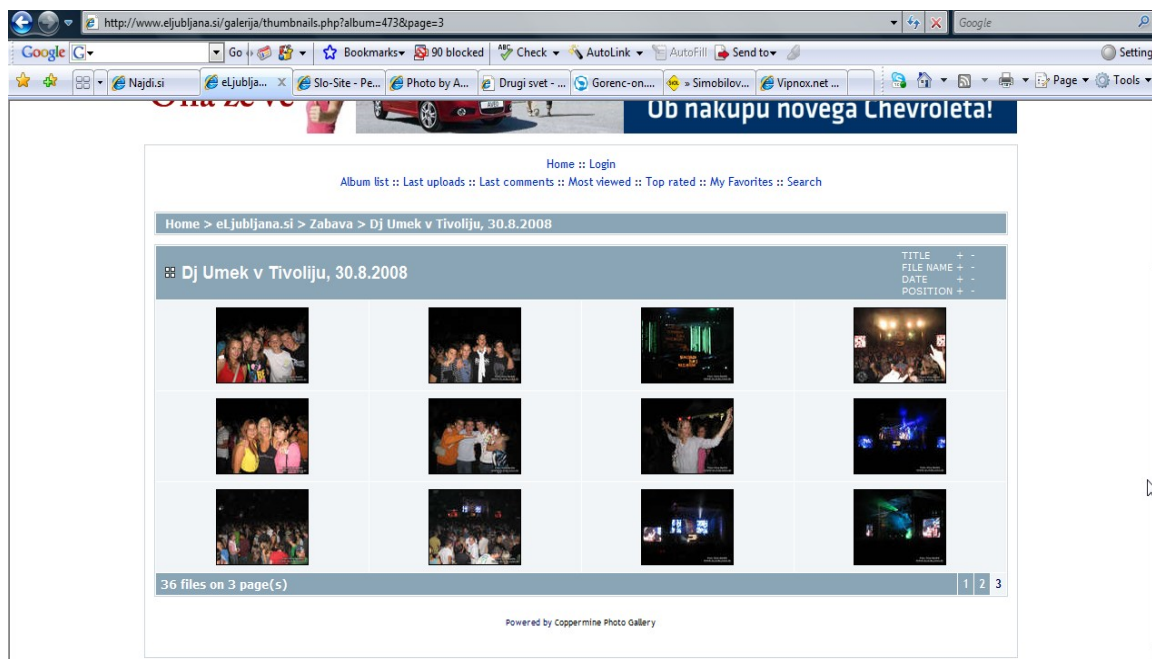 http://www.eljubljana.si/galerija/thumbnails.php?album=473&page=3
Google
Google G Go Bookmarks 90 blocked Check AutoLink AutoFill Send to Setting
Najdi.si eLjublja... Slo-Site - Pe... Photo by A... Drugi svet - ... Gorenc-on.... » Simobilov... Vipnox.net ... Page Tools
Ob nakupu novega Chevroleta!
Home :: Login
Album list :: Last uploads :: Last comments :: Most viewed :: Top rated :: My Favorites :: Search
Home > eLjubljana.si > Zabava > Dj Umek v Tivoliju, 30.8.2008
Dj Umek v Tivoliju, 30.8.2008
TITLE + -
FILE NAME + -
DATE + -
POSITION + -
36 files on 3 page(s)
1 2 3
Powered by Coppermine Photo Gallery